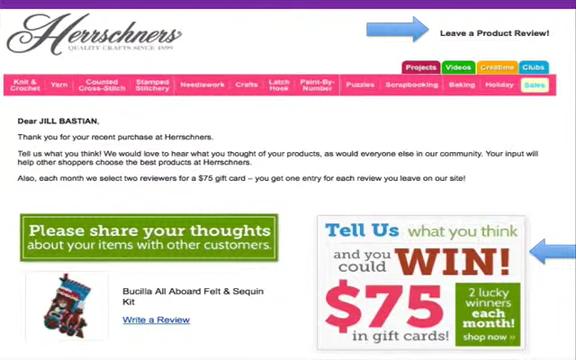 Herrschners
QUALITY CRAFTS SINCE 1899
Leave a Product Review!
Projects Videos Creatime Clubs
Knit & Crochet Yarn Counted Cross-Stitch Stamped Stitchery Needlework Crafts Latch Hook Paint-By-Number Puzzles Scrapbooking Baking Holiday Sales
Dear JILL BASTIAN,
Thank you for your recent purchase at Herrschners.
Tell us what you think! We would love to hear what you thought of your products, as would everyone else in our community. Your input will
help other shoppers choose the best products at Herrschners.
Also, each month we select two reviewers for a $75 gift card – you get one entry for each review you leave on our site!
Please share your thoughts
about your items with other customers.
Bucilla All Aboard Felt & Sequin
Kit
Write a Review
Tell Us what you think
and you could WIN!
$75
in gift cards!
2 lucky
winners
each
month!
shop now »